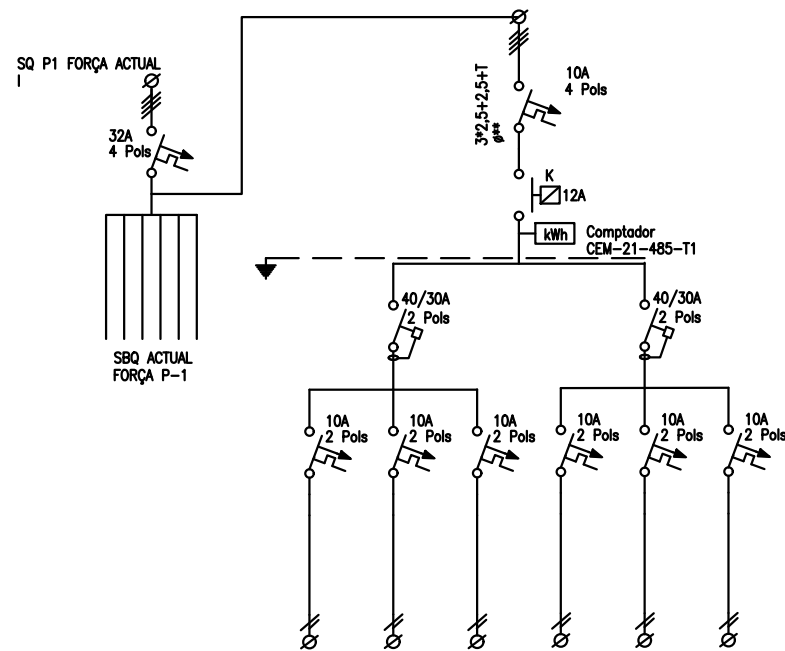 SQ P1 FORÇA ACTUAL
I
32A
4 Pols
SBQ ACTUAL
FORÇA P-1
3*2,5+2,5+T
ø**
10A
4 Pols
K
12A
kWh
Comptador
CEM-21-485-T1
40/30A
2 Pols
40/30A
2 Pols
10A
2 Pols
10A
2 Pols
10A
2 Pols
10A
2 Pols
10A
2 Pols
10A
2 Pols